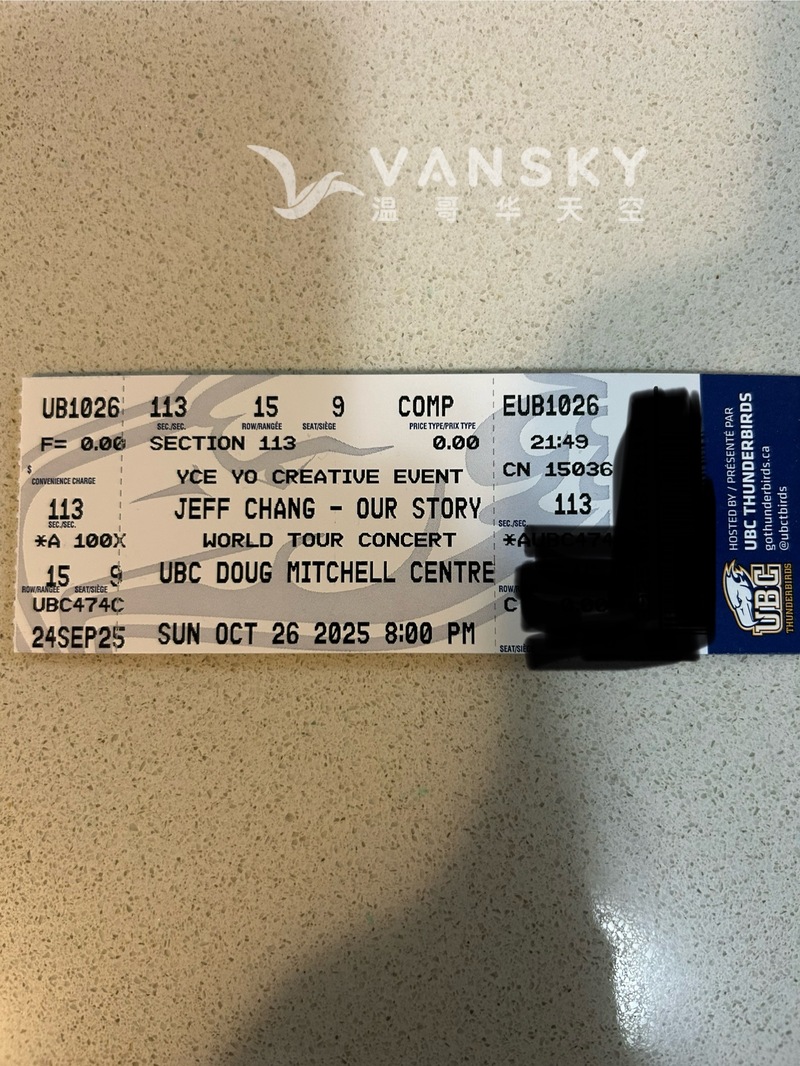 VANSKY
温哥华天空
UB1026 113 15 9 COMP EUB1026
SEC./SEC. ROW/RANGÉE SEAT/SIÈGE PRICE TYPE/PRIX TYPE
F= 0.00 SECTION 113 0.00 21:49
$ CONVENIENCE CHARGE
YCE YO CREATIVE EVENT CN 15036
113 JEFF CHANG - OUR STORY 113
SEC./SEC. SEC./SEC.
*A 100X WORLD TOUR CONCERT *AUBC474
15 9 UBC DOUG MITCHELL CENTRE
ROW/RANGÉE SEAT/SIÈGE
UBC474C C
24SEP25 SUN OCT 26 2025 8:00 PM
HOSTED BY / PRÉSENTÉ PAR
UBC THUNDERBIRDS
gothunderbirds.ca
@ubctbirds
UBC
THUNDERBIRDS